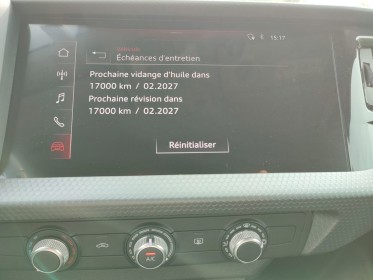 15:17
Échéances d'entretien
Prochaine vidange d'huile dans
17000 km / 02.2027
Prochaine révision dans
17000 km / 02.2027
Réinitialiser
A/C